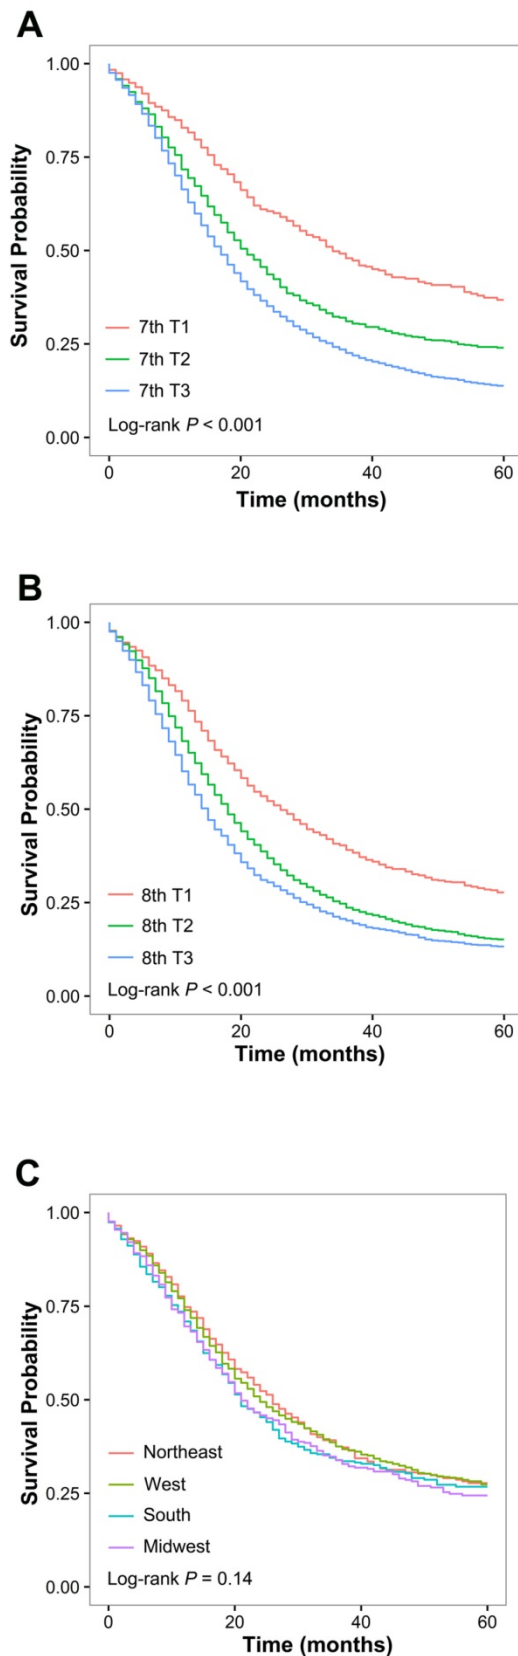 A
Survival Probability
1.00
0.75
0.50
0.25
0.00
7th T1
7th T2
7th T3
Log-rank P < 0.001
0 20 40 60
Time (months)
B
Survival Probability
1.00
0.75
0.50
0.25
0.00
8th T1
8th T2
8th T3
Log-rank P < 0.001
0 20 40 60
Time (months)
C
Survival Probability
1.00
0.75
0.50
0.25
0.00
Northeast
West
South
Midwest
Log-rank P = 0.14
0 20 40 60
Time (months)